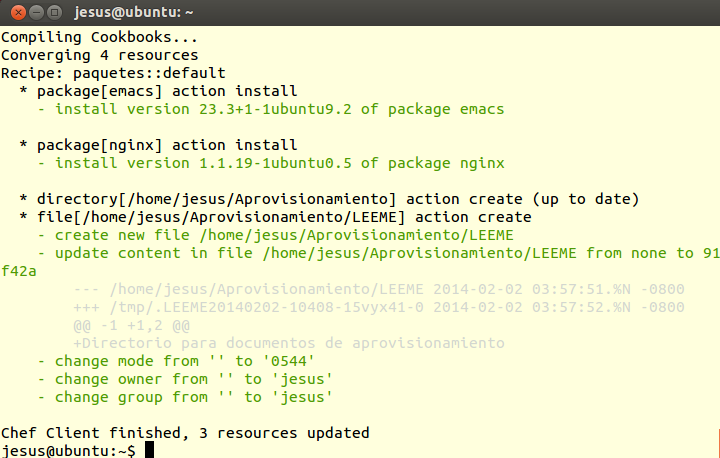 jesus@ubuntu: ~
Compiling Cookbooks...
Converging 4 resources
Recipe: paquetes::default
  * package[emacs] action install
    - install version 23.3+1-1ubuntu9.2 of package emacs

  * package[nginx] action install
    - install version 1.1.19-1ubuntu0.5 of package nginx

  * directory[/home/jesus/Aprovisionamiento] action create (up to date)
  * file[/home/jesus/Aprovisionamiento/LEEME] action create
    - create new file /home/jesus/Aprovisionamiento/LEEME
    - update content in file /home/jesus/Aprovisionamiento/LEEME from none to 91
f42a
        --- /home/jesus/Aprovisionamiento/LEEME 2014-02-02 03:57:51.%N -0800
        +++ /tmp/.LEEME20140202-10408-15vyx41-0 2014-02-02 03:57:52.%N -0800
        @@ -1 +1,2 @@
        +Directorio para documentos de aprovisionamiento
    - change mode from '' to '0544'
    - change owner from '' to 'jesus'
    - change group from '' to 'jesus'

Chef Client finished, 3 resources updated
jesus@ubuntu:~$